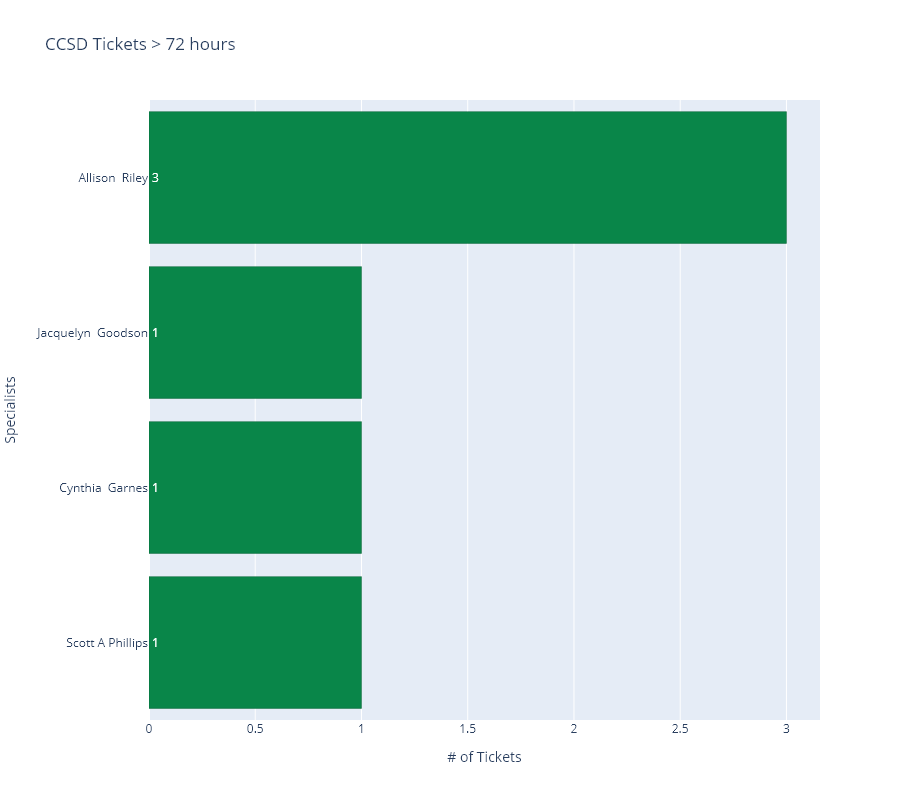 CCSD Tickets > 72 hours
Specialists
Allison  Riley 3
Jacquelyn  Goodson 1
Cynthia  Garnes 1
Scott A Phillips 1
0 0.5 1 1.5 2 2.5 3
# of Tickets